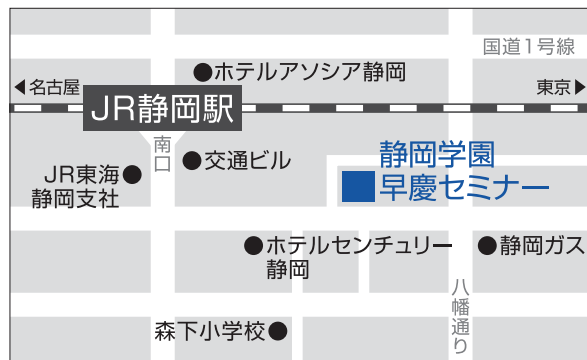 国道1号線
ホテルアソシア静岡
名古屋
東京
JR静岡駅
南口
交通ビル
静岡学園
早慶セミナー
JR東海
静岡支社
ホテルセンチュリー
静岡
静岡ガス
八幡通り
森下小学校